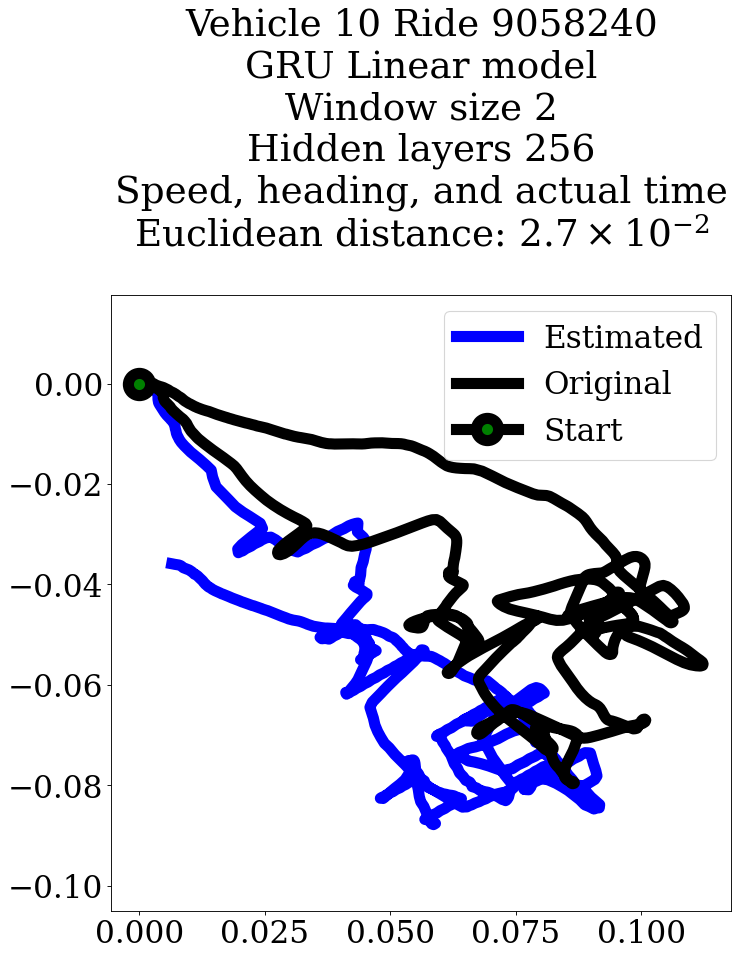 Vehicle 10 Ride 9058240
GRU Linear model
Window size 2
Hidden layers 256
Speed, heading, and actual time
Euclidean distance: 2.7 × 10⁻²
Estimated
Original
Start
0.00
−0.02
−0.04
−0.06
−0.08
−0.10
0.000 0.025 0.050 0.075 0.100